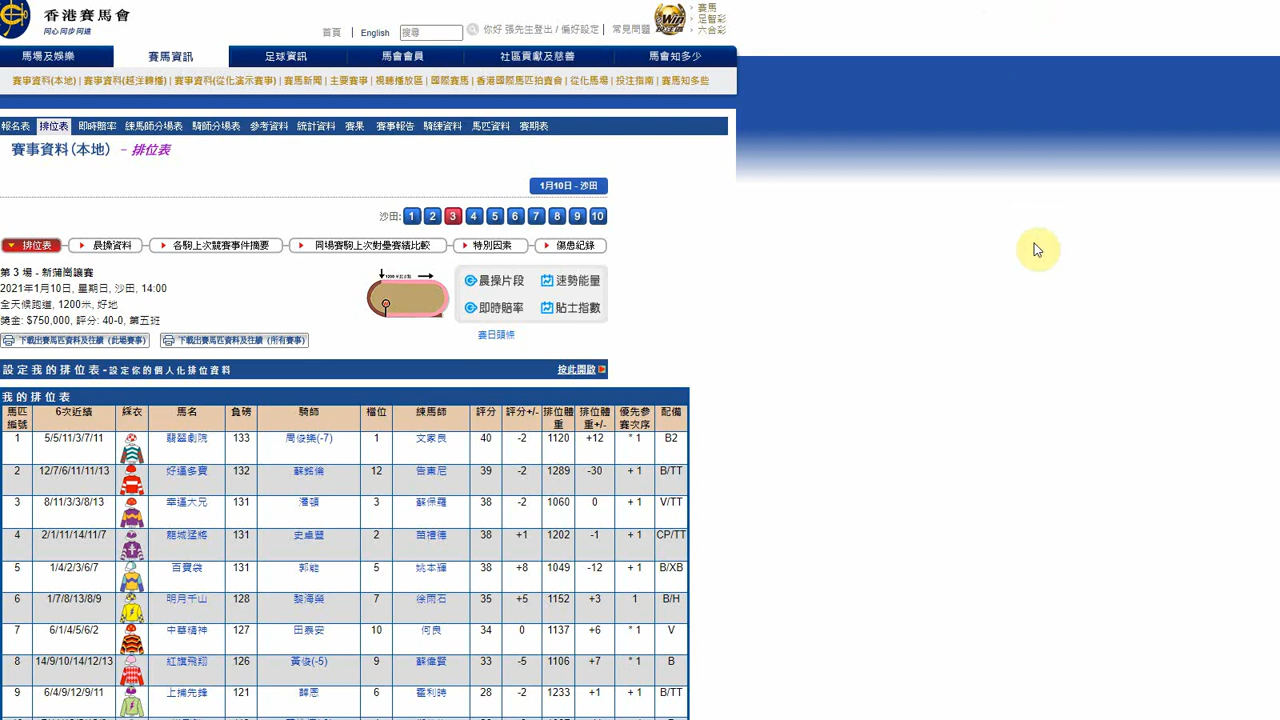 香港賽馬會
同心同步同進
首頁 | English 搜尋 你好 張先生登出 / 偏好設定 | 常見問題
Win
賽馬
足智彩
六合彩
馬場及娛樂 賽馬資訊 足球資訊 馬會會員 社區貢獻及慈善 馬會知多少
賽事資料(本地) | 賽事資料(越洋轉播) | 賽事資料(從化演示賽事) | 賽馬新聞 | 主要賽事 | 視聽播放區 | 國際賽馬 | 香港國際馬匹拍賣會 | 從化馬場 | 投注指南 | 賽馬知多些
報名表 排位表 即時賠率 練馬師分場表 騎師分場表 參考資料 統計資料 賽果 賽事報告 騎練資料 馬匹資料 賽期表
賽事資料(本地) - 排位表
1月10日 - 沙田
沙田: 1 2 3 4 5 6 7 8 9 10
排位表 晨操資料 各駒上次競賽事件摘要 同場賽駒上次對壘賽績比較 特別因素 傷患紀錄
第 3 場 - 新蒲崗讓賽
2021年1月10日, 星期日, 沙田, 14:00
全天候跑道, 1200米, 好地
獎金: $750,000, 評分: 40-0, 第五班
晨操片段 速勢能量
即時賠率 貼士指數
賽日頭條
下載出賽馬匹資料及往績 (此場賽事) 下載出賽馬匹資料及往績 (所有賽事)
設定我的排位表 - 設定你的個人化排位資料 按此開啟
我的排位表
馬匹編號 6次近績 綵衣 馬名 負磅 騎師 檔位 練馬師 評分 評分+/- 排位體重 排位體重+/- 優先參賽次序 配備
1 5/5/11/3/7/11 翡翠劇院 133 周俊樂(-7) 1 文家良 40 -2 1120 +12 * 1 B2
2 12/7/6/11/11/13 好運多寶 132 蘇銘倫 12 告東尼 39 -2 1289 -30 + 1 B/TT
3 8/11/3/3/8/13 幸運大兄 131 潘頓 3 蘇保羅 38 -2 1060 0 + 1 V/TT
4 2/1/11/14/11/7 龍城猛將 131 史卓豐 2 苗禮德 38 +1 1202 -1 + 1 CP/TT
5 1/4/2/3/6/7 百寶袋 131 郭能 5 姚本輝 38 +8 1049 -12 + 1 B/XB
6 1/7/8/13/8/9 明月千山 128 黎海榮 7 徐雨石 35 +5 1152 +3 1 B/H
7 6/1/4/5/6/2 中華精神 127 田泰安 10 何良 34 0 1137 +6 * 1 V
8 14/9/10/14/12/13 紅旗飛翔 126 黃俊(-5) 9 蘇偉賢 33 -5 1106 +7 * 1 B
9 6/4/9/12/9/11 上捕先鋒 121 薛恩 6 霍利時 28 -2 1233 +1 + 1 B/TT